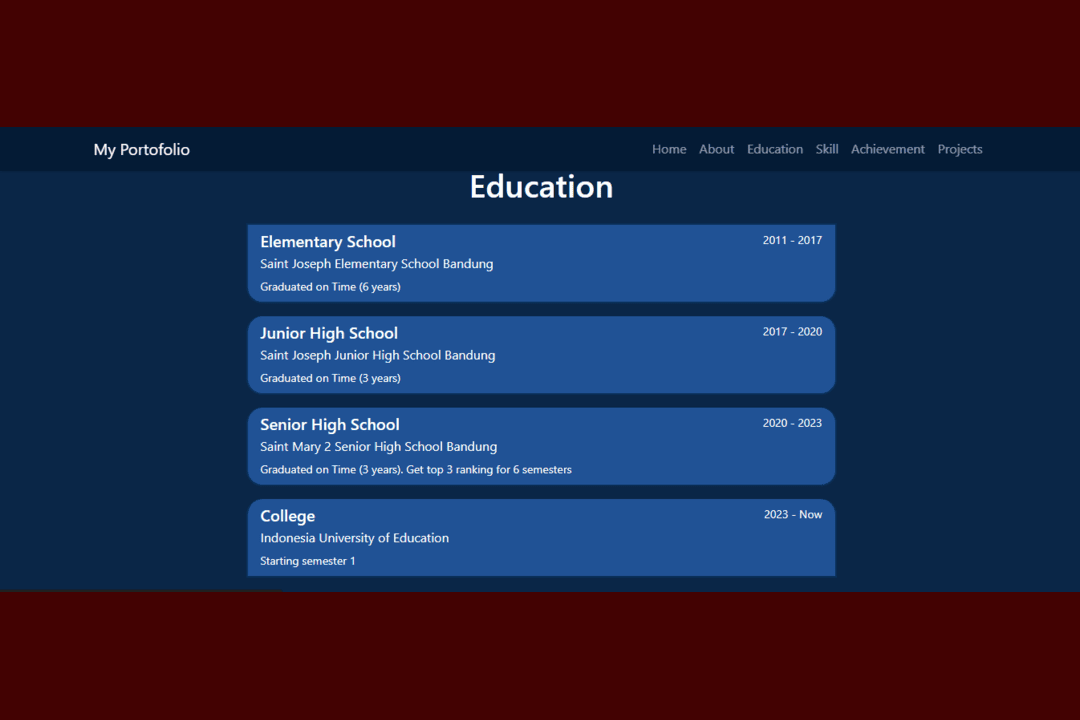 My Portofolio
Home About Education Skill Achievement Projects
Education
Elementary School
2011 - 2017
Saint Joseph Elementary School Bandung
Graduated on Time (6 years)
Junior High School
2017 - 2020
Saint Joseph Junior High School Bandung
Graduated on Time (3 years)
Senior High School
2020 - 2023
Saint Mary 2 Senior High School Bandung
Graduated on Time (3 years). Get top 3 ranking for 6 semesters
College
2023 - Now
Indonesia University of Education
Starting semester 1